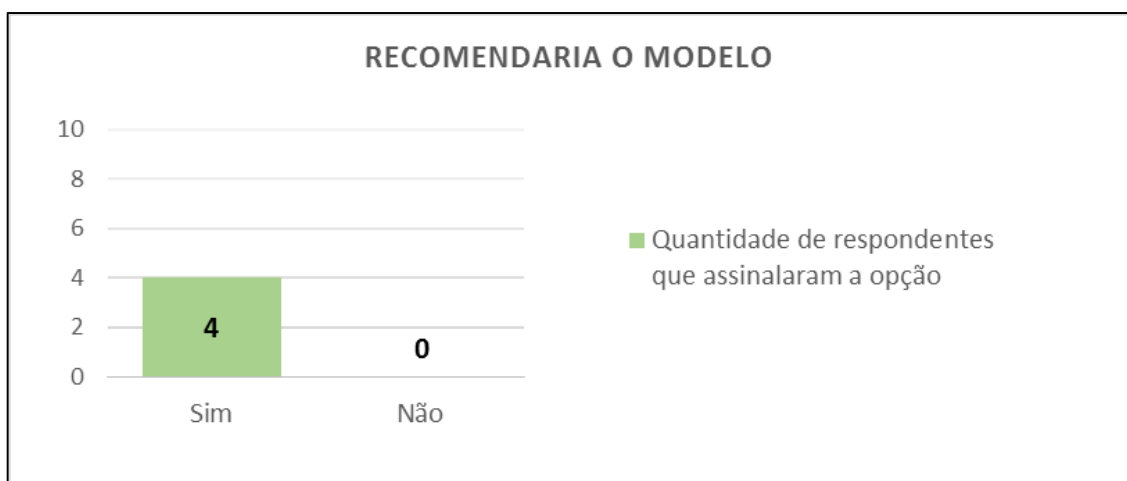 RECOMENDARIA O MODELO
10
8
6
4
2
0
4
0
Sim
Não
Quantidade de respondentes
que assinalaram a opção